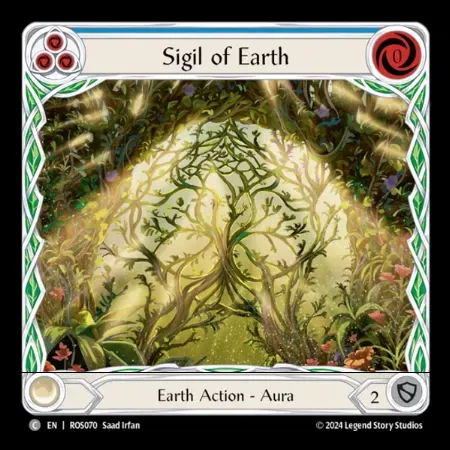 Sigil of Earth
0
Earth Action - Aura
2
C EN | ROS070 Saad Irfan
© 2024 Legend Story Studios